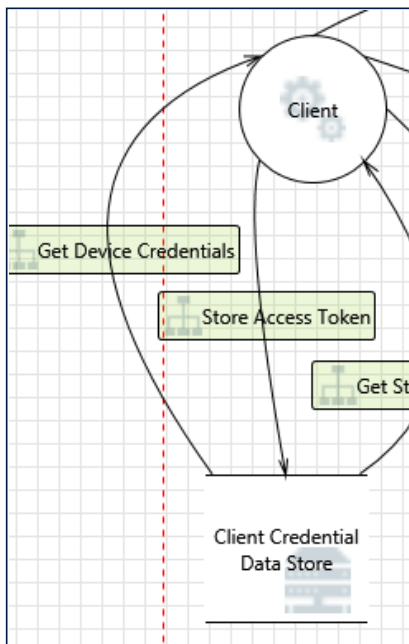 Client
Get Device Credentials
Store Access Token
Get St
Client Credential
Data Store